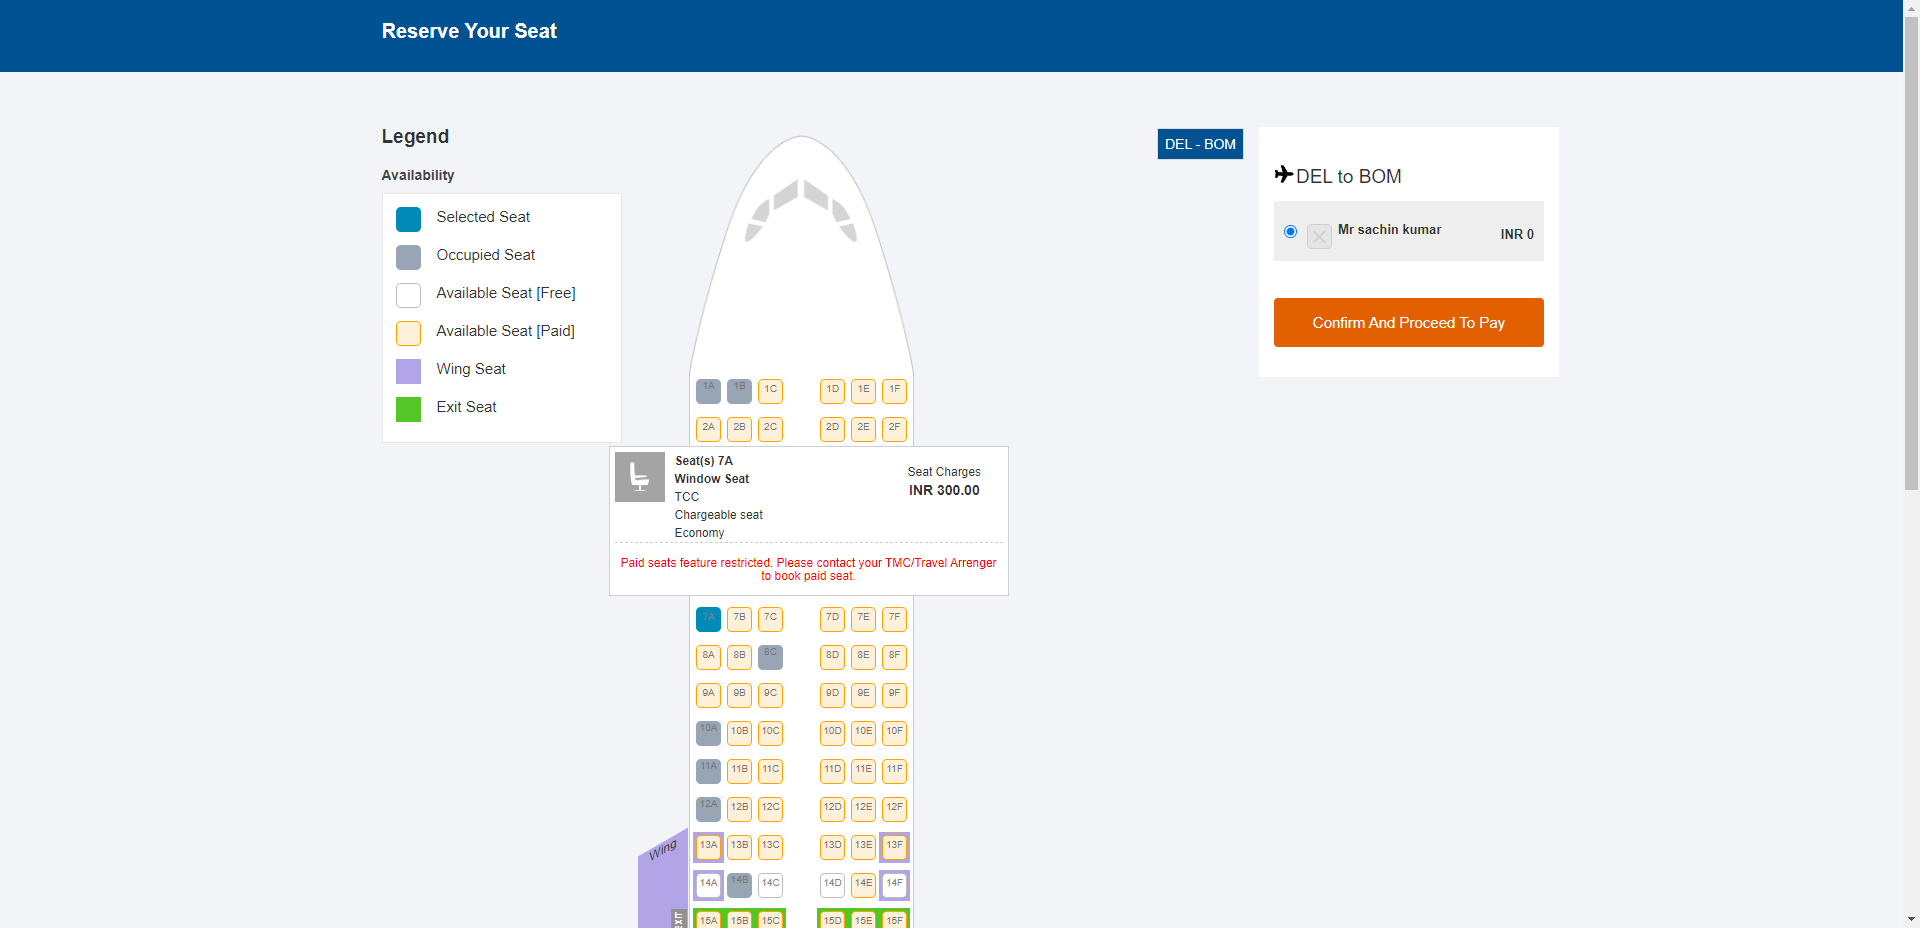 Reserve Your Seat
Legend
Availability
Selected Seat
Occupied Seat
Available Seat [Free]
Available Seat [Paid]
Wing Seat
Exit Seat
DEL - BOM
DEL to BOM
Mr sachin kumar INR 0
Confirm And Proceed To Pay
1A 1B 1C 1D 1E 1F
2A 2B 2C 2D 2E 2F
Seat(s) 7A
Window Seat
TCC
Chargeable seat
Economy
Seat Charges
INR 300.00
Paid seats feature restricted. Please contact your TMC/Travel Arrenger
to book paid seat.
7A 7B 7C 7D 7E 7F
8A 8B 8C 8D 8E 8F
9A 9B 9C 9D 9E 9F
10A 10B 10C 10D 10E 10F
11A 11B 11C 11D 11E 11F
12A 12B 12C 12D 12E 12F
Wing
13A 13B 13C 13D 13E 13F
14A 14B 14C 14D 14E 14F
EXIT
15A 15B 15C 15D 15E 15F